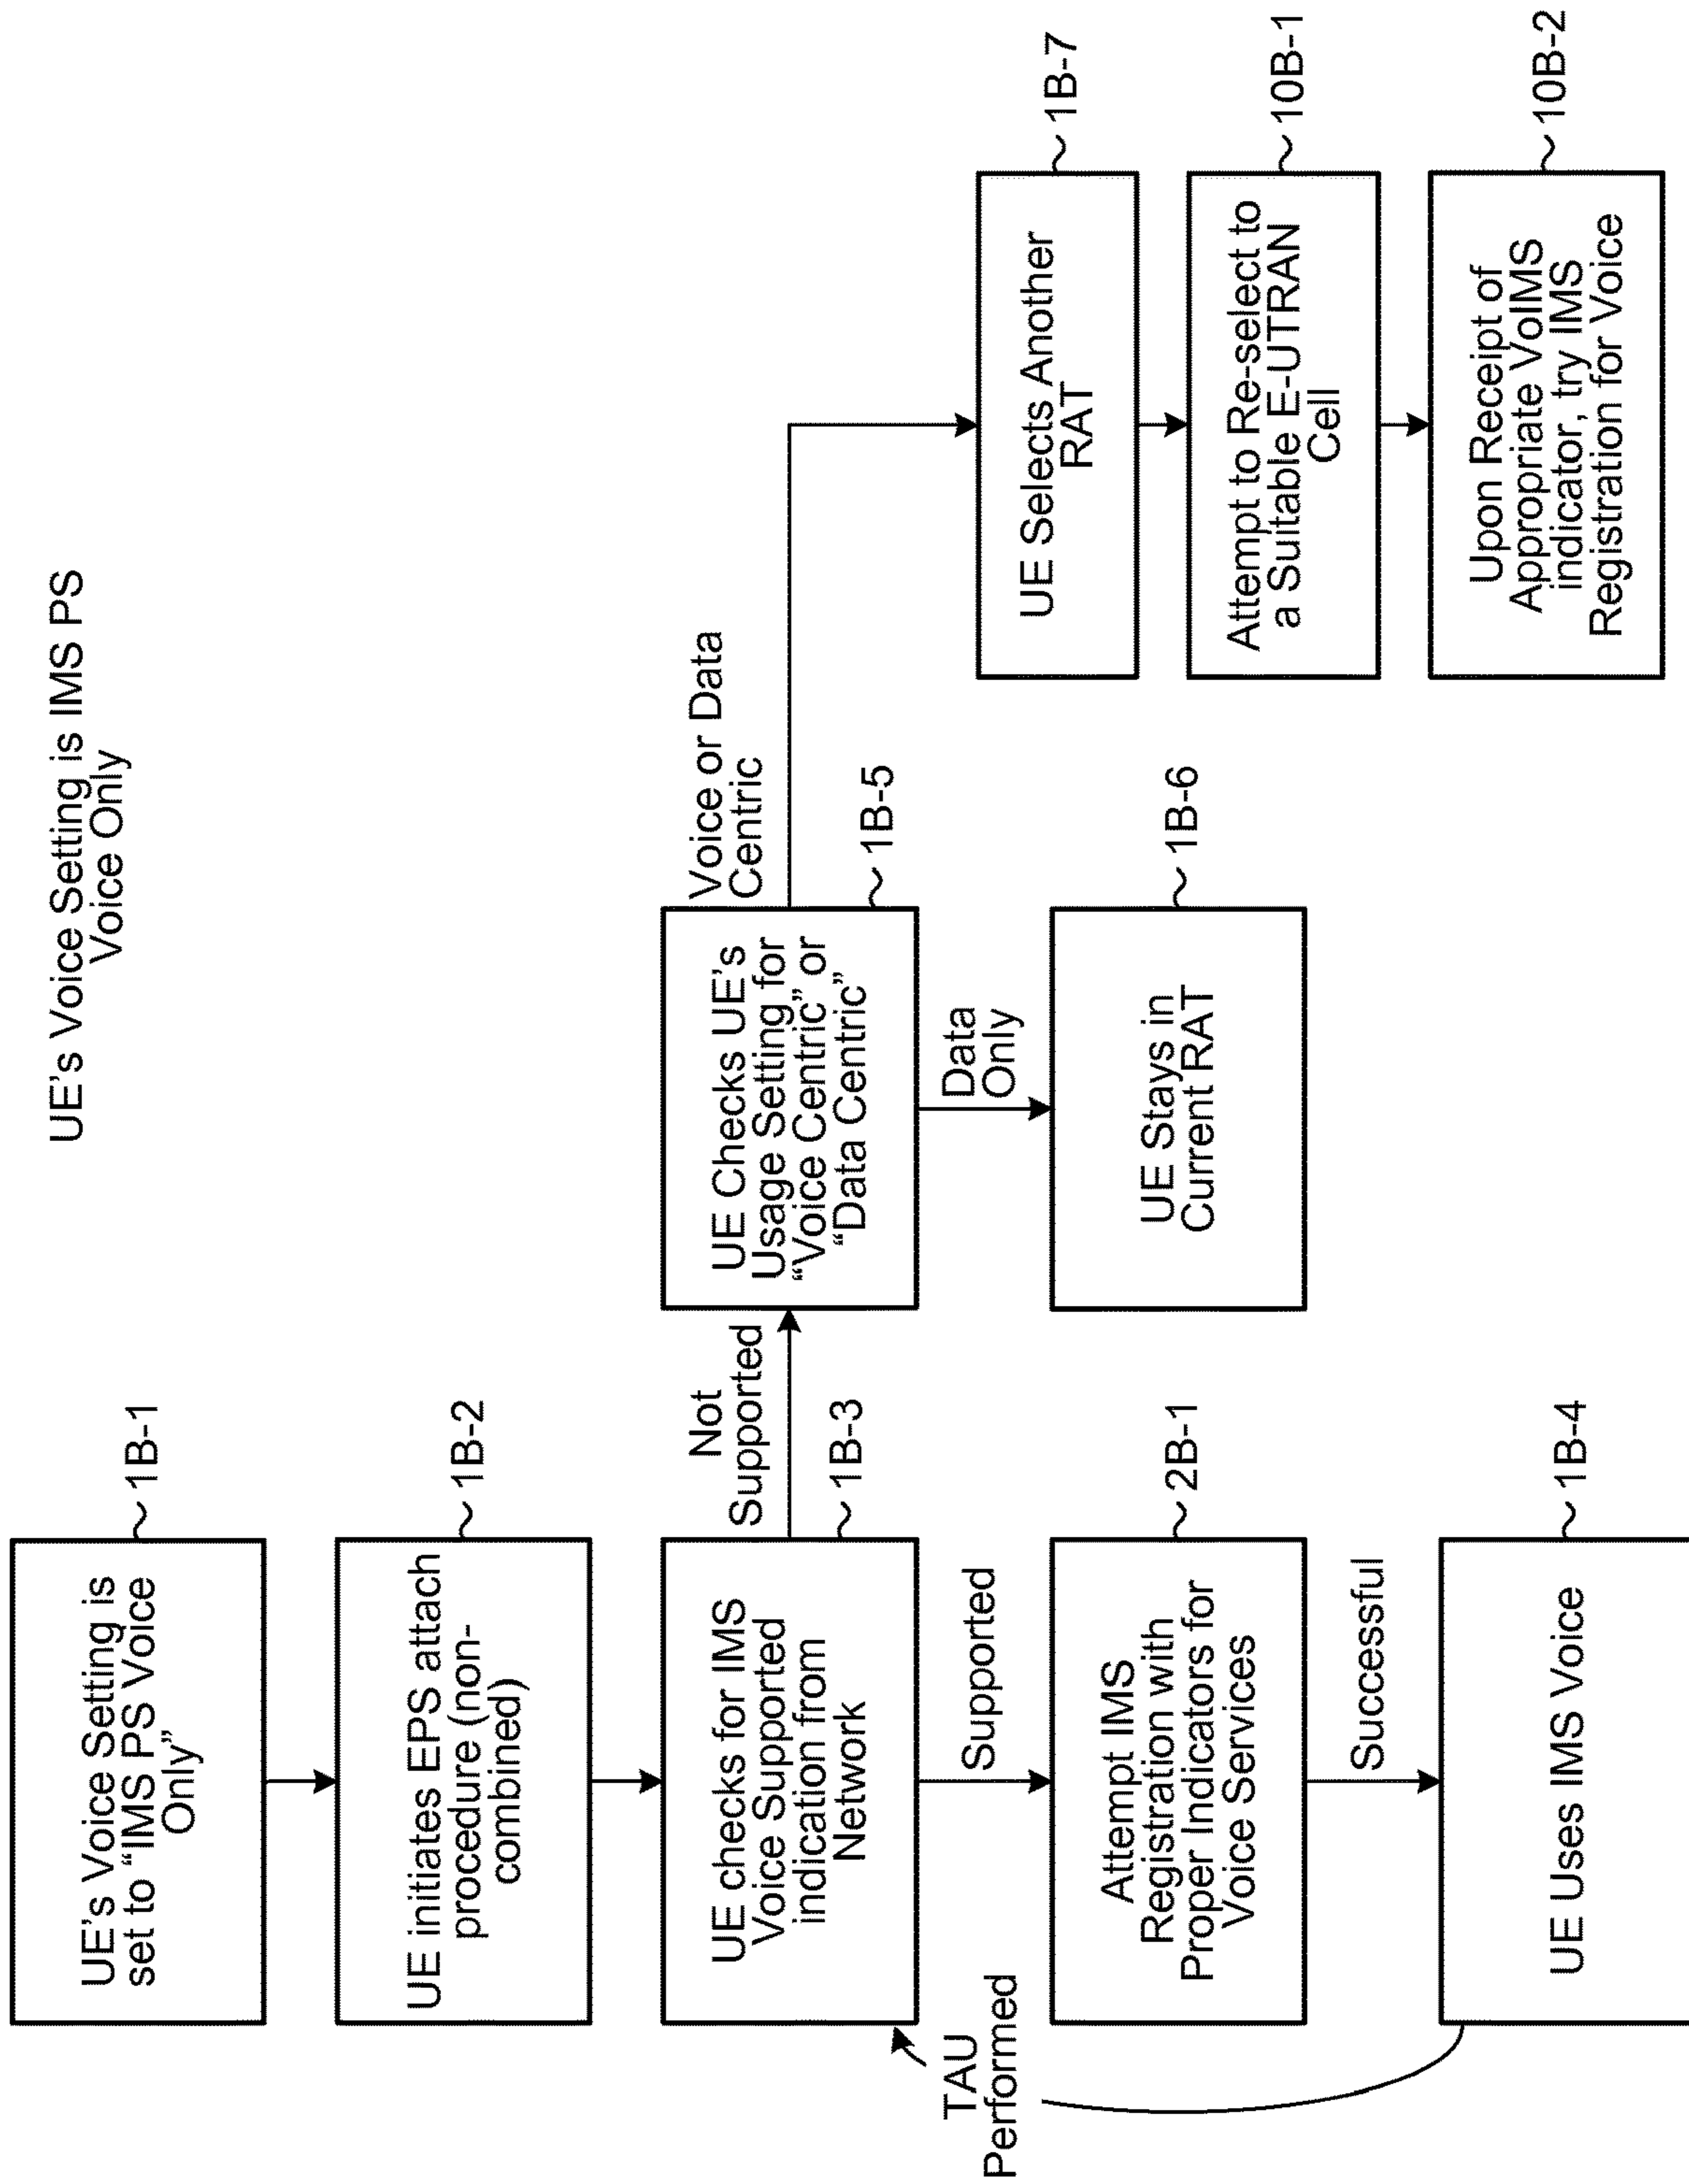 UE's Voice Setting is IMS PS
Voice Only
UE's Voice Setting is
set to “IMS PS Voice
Only”
1B-1
UE initiates EPS attach
procedure (non-
combined)
1B-2
UE checks for IMS
Voice Supported
indication from
Network
1B-3
Not
Supported
Supported
UE Checks UE's
Usage Setting for
“Voice Centric” or
“Data Centric”
1B-5
Voice or Data
Centric
Data
Only
TAU
Performed
Attempt IMS
Registration with
Proper Indicators for
Voice Services
2B-1
UE Stays in
Current RAT
1B-6
UE Selects Another
RAT
1B-7
Attempt to Re-select to
a Suitable E-UTRAN
Cell
10B-1
Upon Receipt of
Appropriate VoIMS
indicator, try IMS
Registration for Voice
10B-2
Successful
UE Uses IMS Voice
1B-4